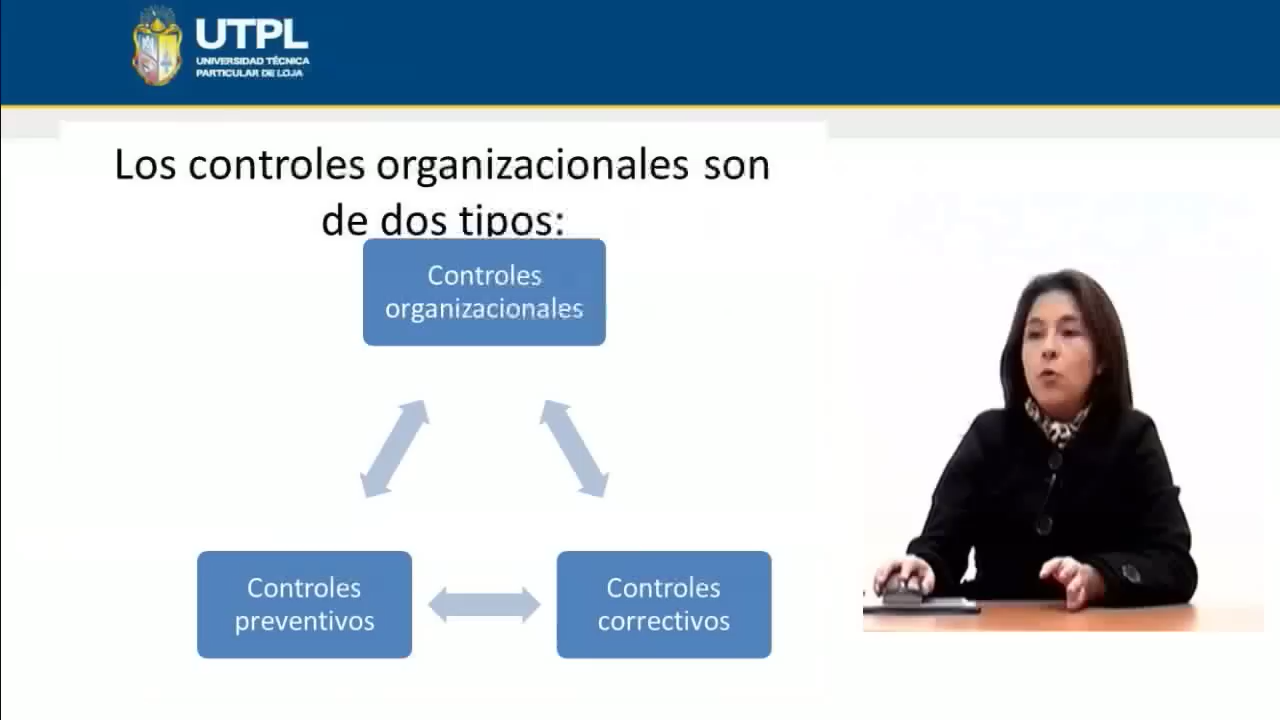 UTPL
UNIVERSIDAD TÉCNICA
PARTICULAR DE LOJA
Los controles organizacionales son
de dos tipos:
Controles
organizacionales
Controles
preventivos
Controles
correctivos